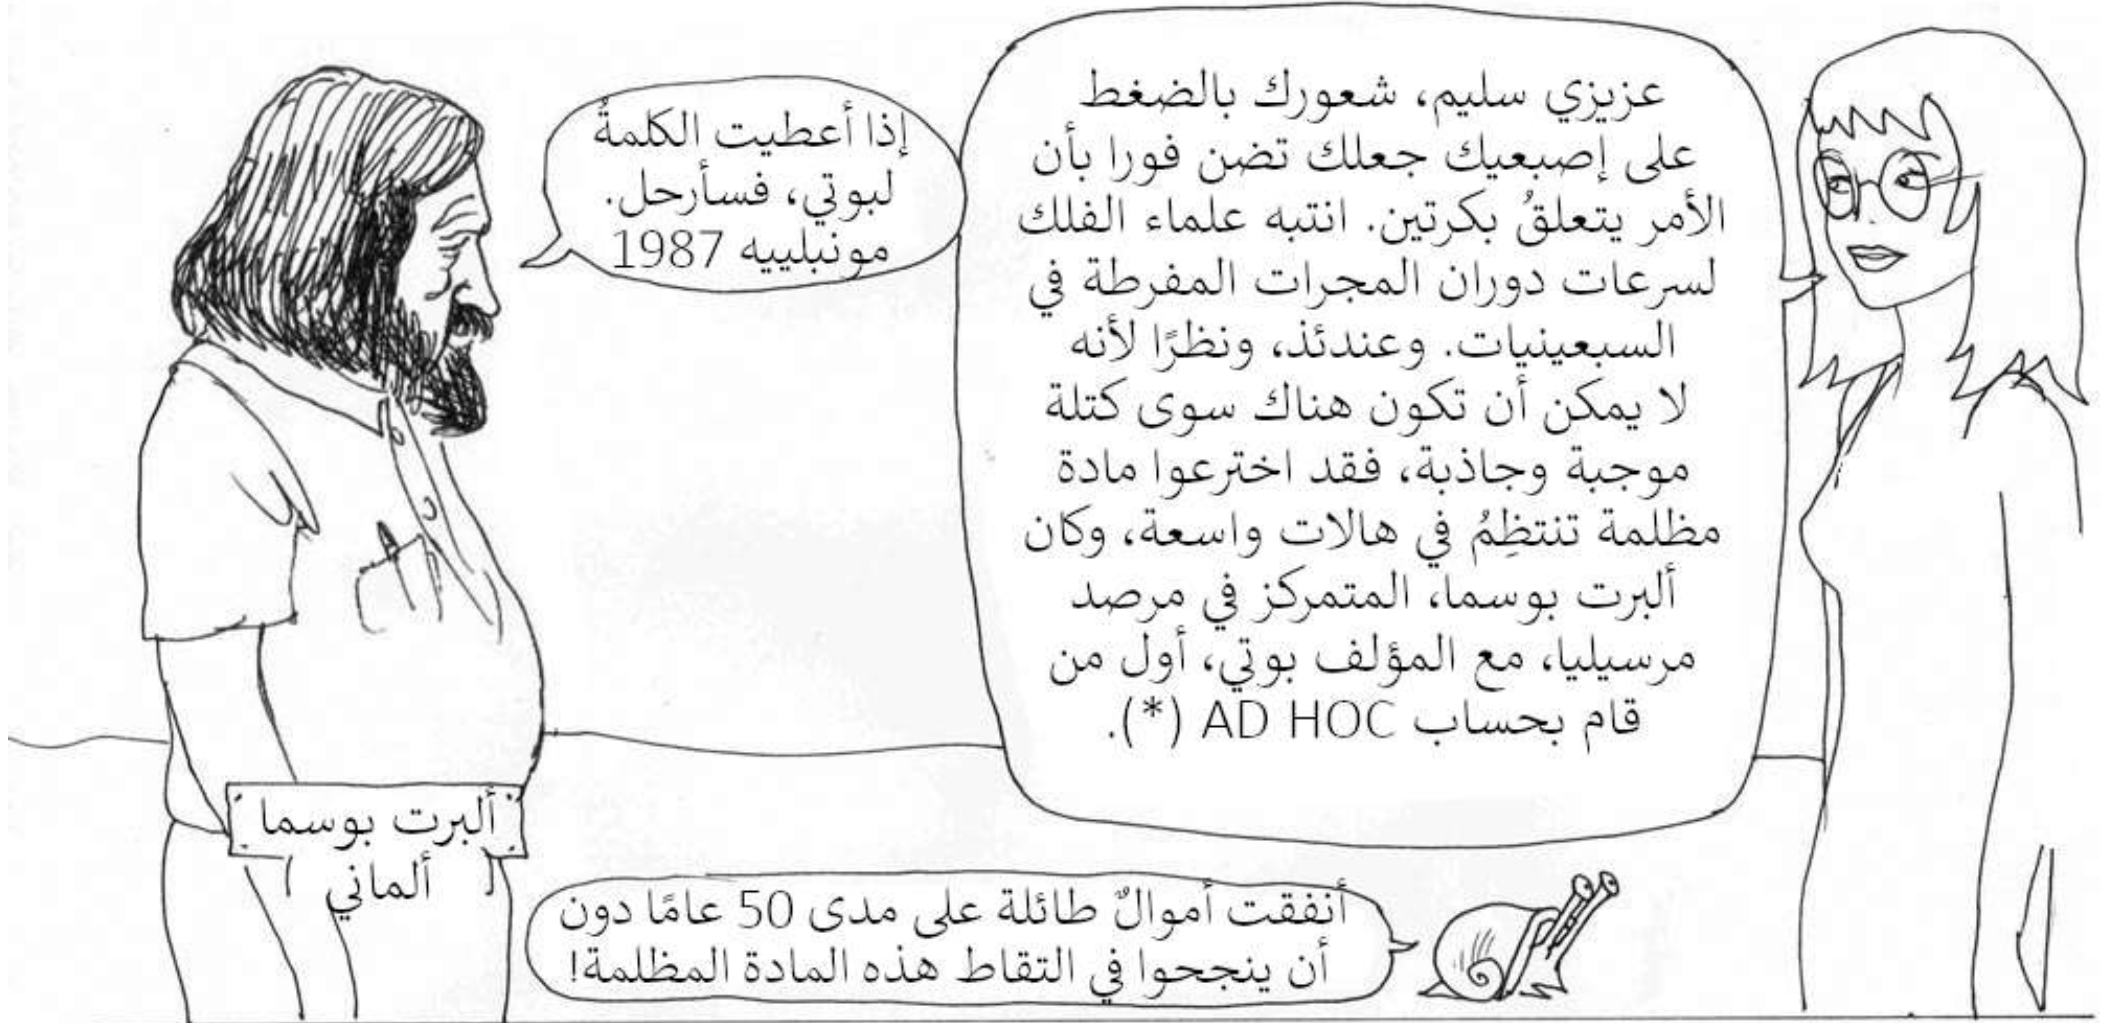 عزيزي سليم، شعورك بالضغط
على إصبعيك جعلك تضن فورا بأن
الأمر يتعلقُ بكرتين. انتبه علماء الفلك
لسرعات دوران المجرات المفرطة في
السبعينيات. وعندئذ، ونظرًا لأنه
لا يمكن أن تكون هناك سوى كتلة
موجبة وجاذبة، فقد اخترعوا مادة
مظلمة تنتظِمُ في هالات واسعة، وكان
ألبرت بوسما، المتمركز في مرصد
مرسيليا، مع المؤلف بوتي، أول من
قام بحساب AD HOC (*).
إذا أعطيت الكلمةُ
لبوتي، فسأرحل.
مونبلييه 1987
ألبرت بوسما
ألماني
أنفقت أموالٌ طائلة على مدى 50 عامًا دون
أن ينجحوا في التقاط هذه المادة المظلمة!